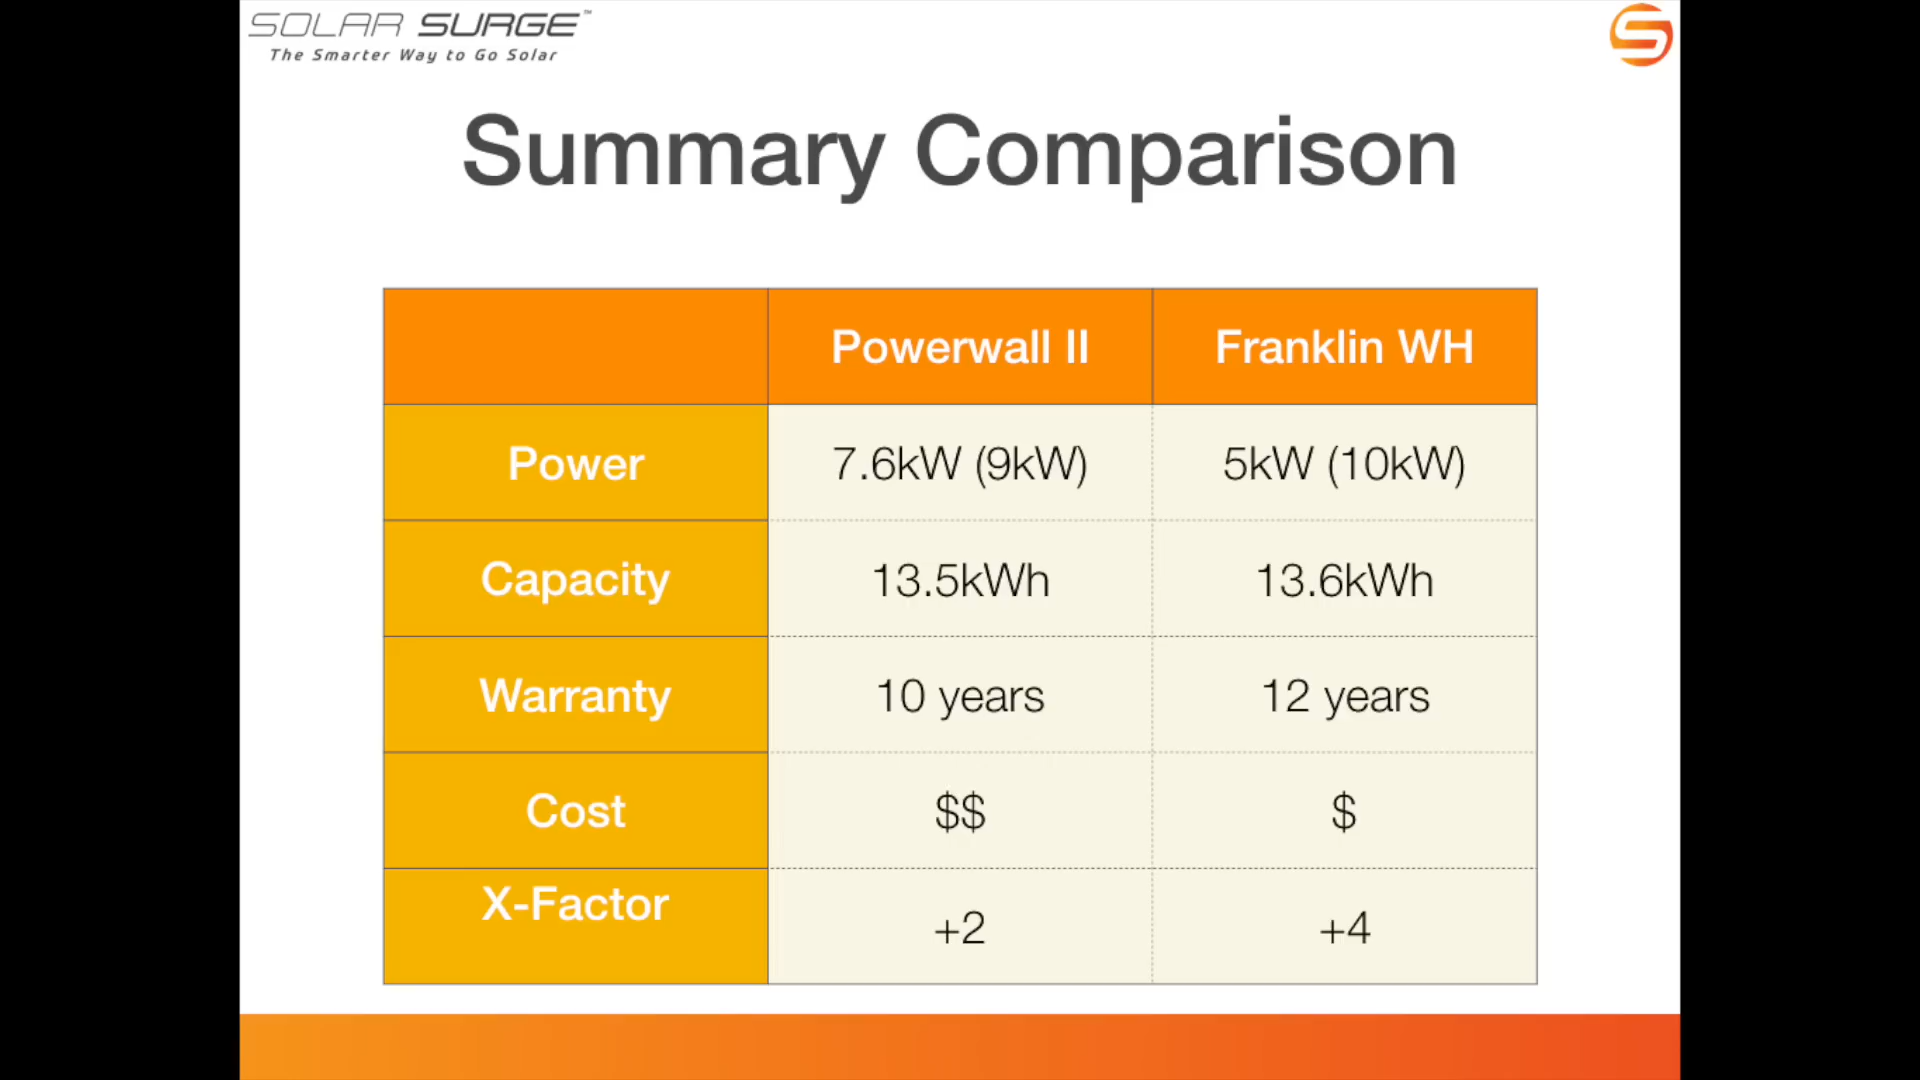 SOLAR SURGE™
The Smarter Way to Go Solar
S
Summary Comparison
Powerwall II Franklin WH
Power 7.6kW (9kW) 5kW (10kW)
Capacity 13.5kWh 13.6kWh
Warranty 10 years 12 years
Cost $$ $
X-Factor +2 +4